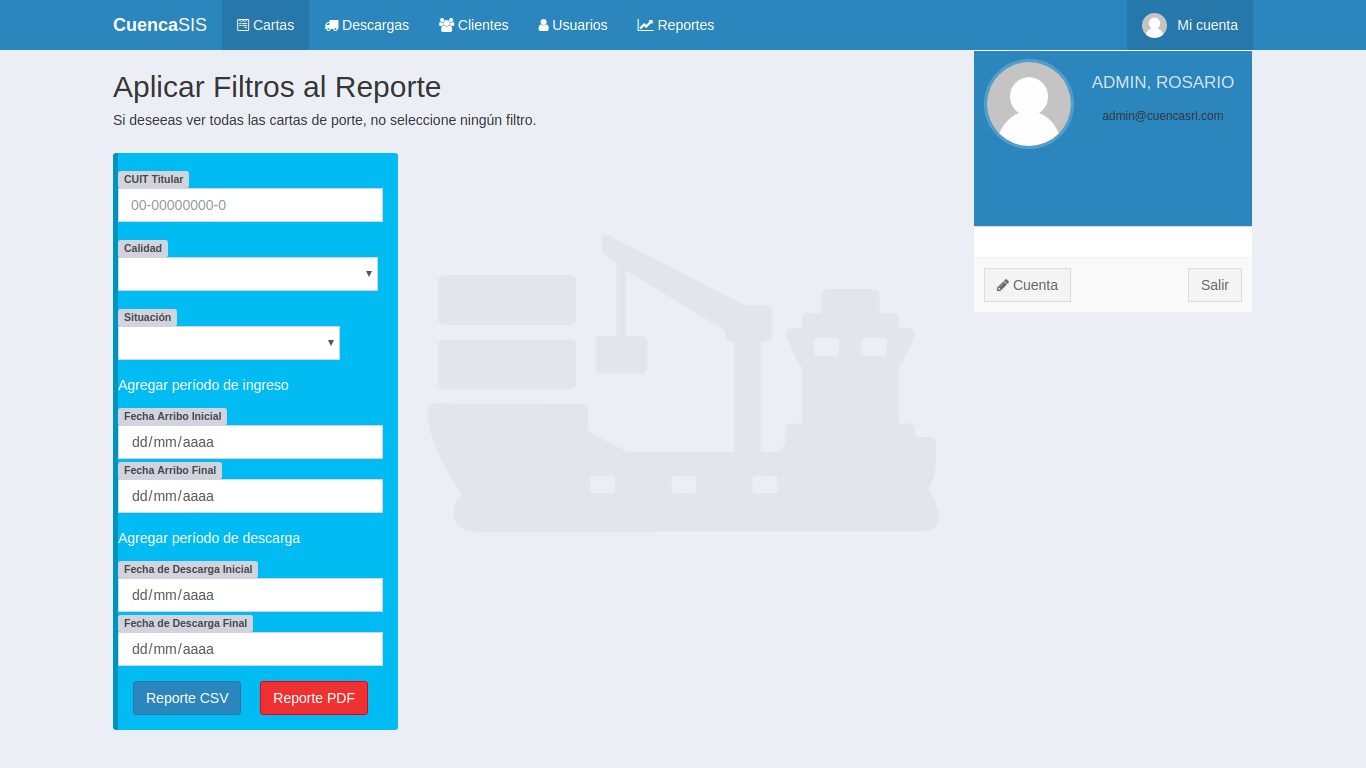 CuencaSIS Cartas Descargas Clientes Usuarios Reportes Mi cuenta
Aplicar Filtros al Reporte
Si deseeas ver todas las cartas de porte, no seleccione ningún filtro.
ADMIN, ROSARIO
admin@cuencasrl.com
Cuenta Salir
CUIT Titular
00-00000000-0
Calidad
Situación
Agregar período de ingreso
Fecha Arribo Inicial
dd/mm/aaaa
Fecha Arribo Final
dd/mm/aaaa
Agregar período de descarga
Fecha de Descarga Inicial
dd/mm/aaaa
Fecha de Descarga Final
dd/mm/aaaa
Reporte CSV Reporte PDF